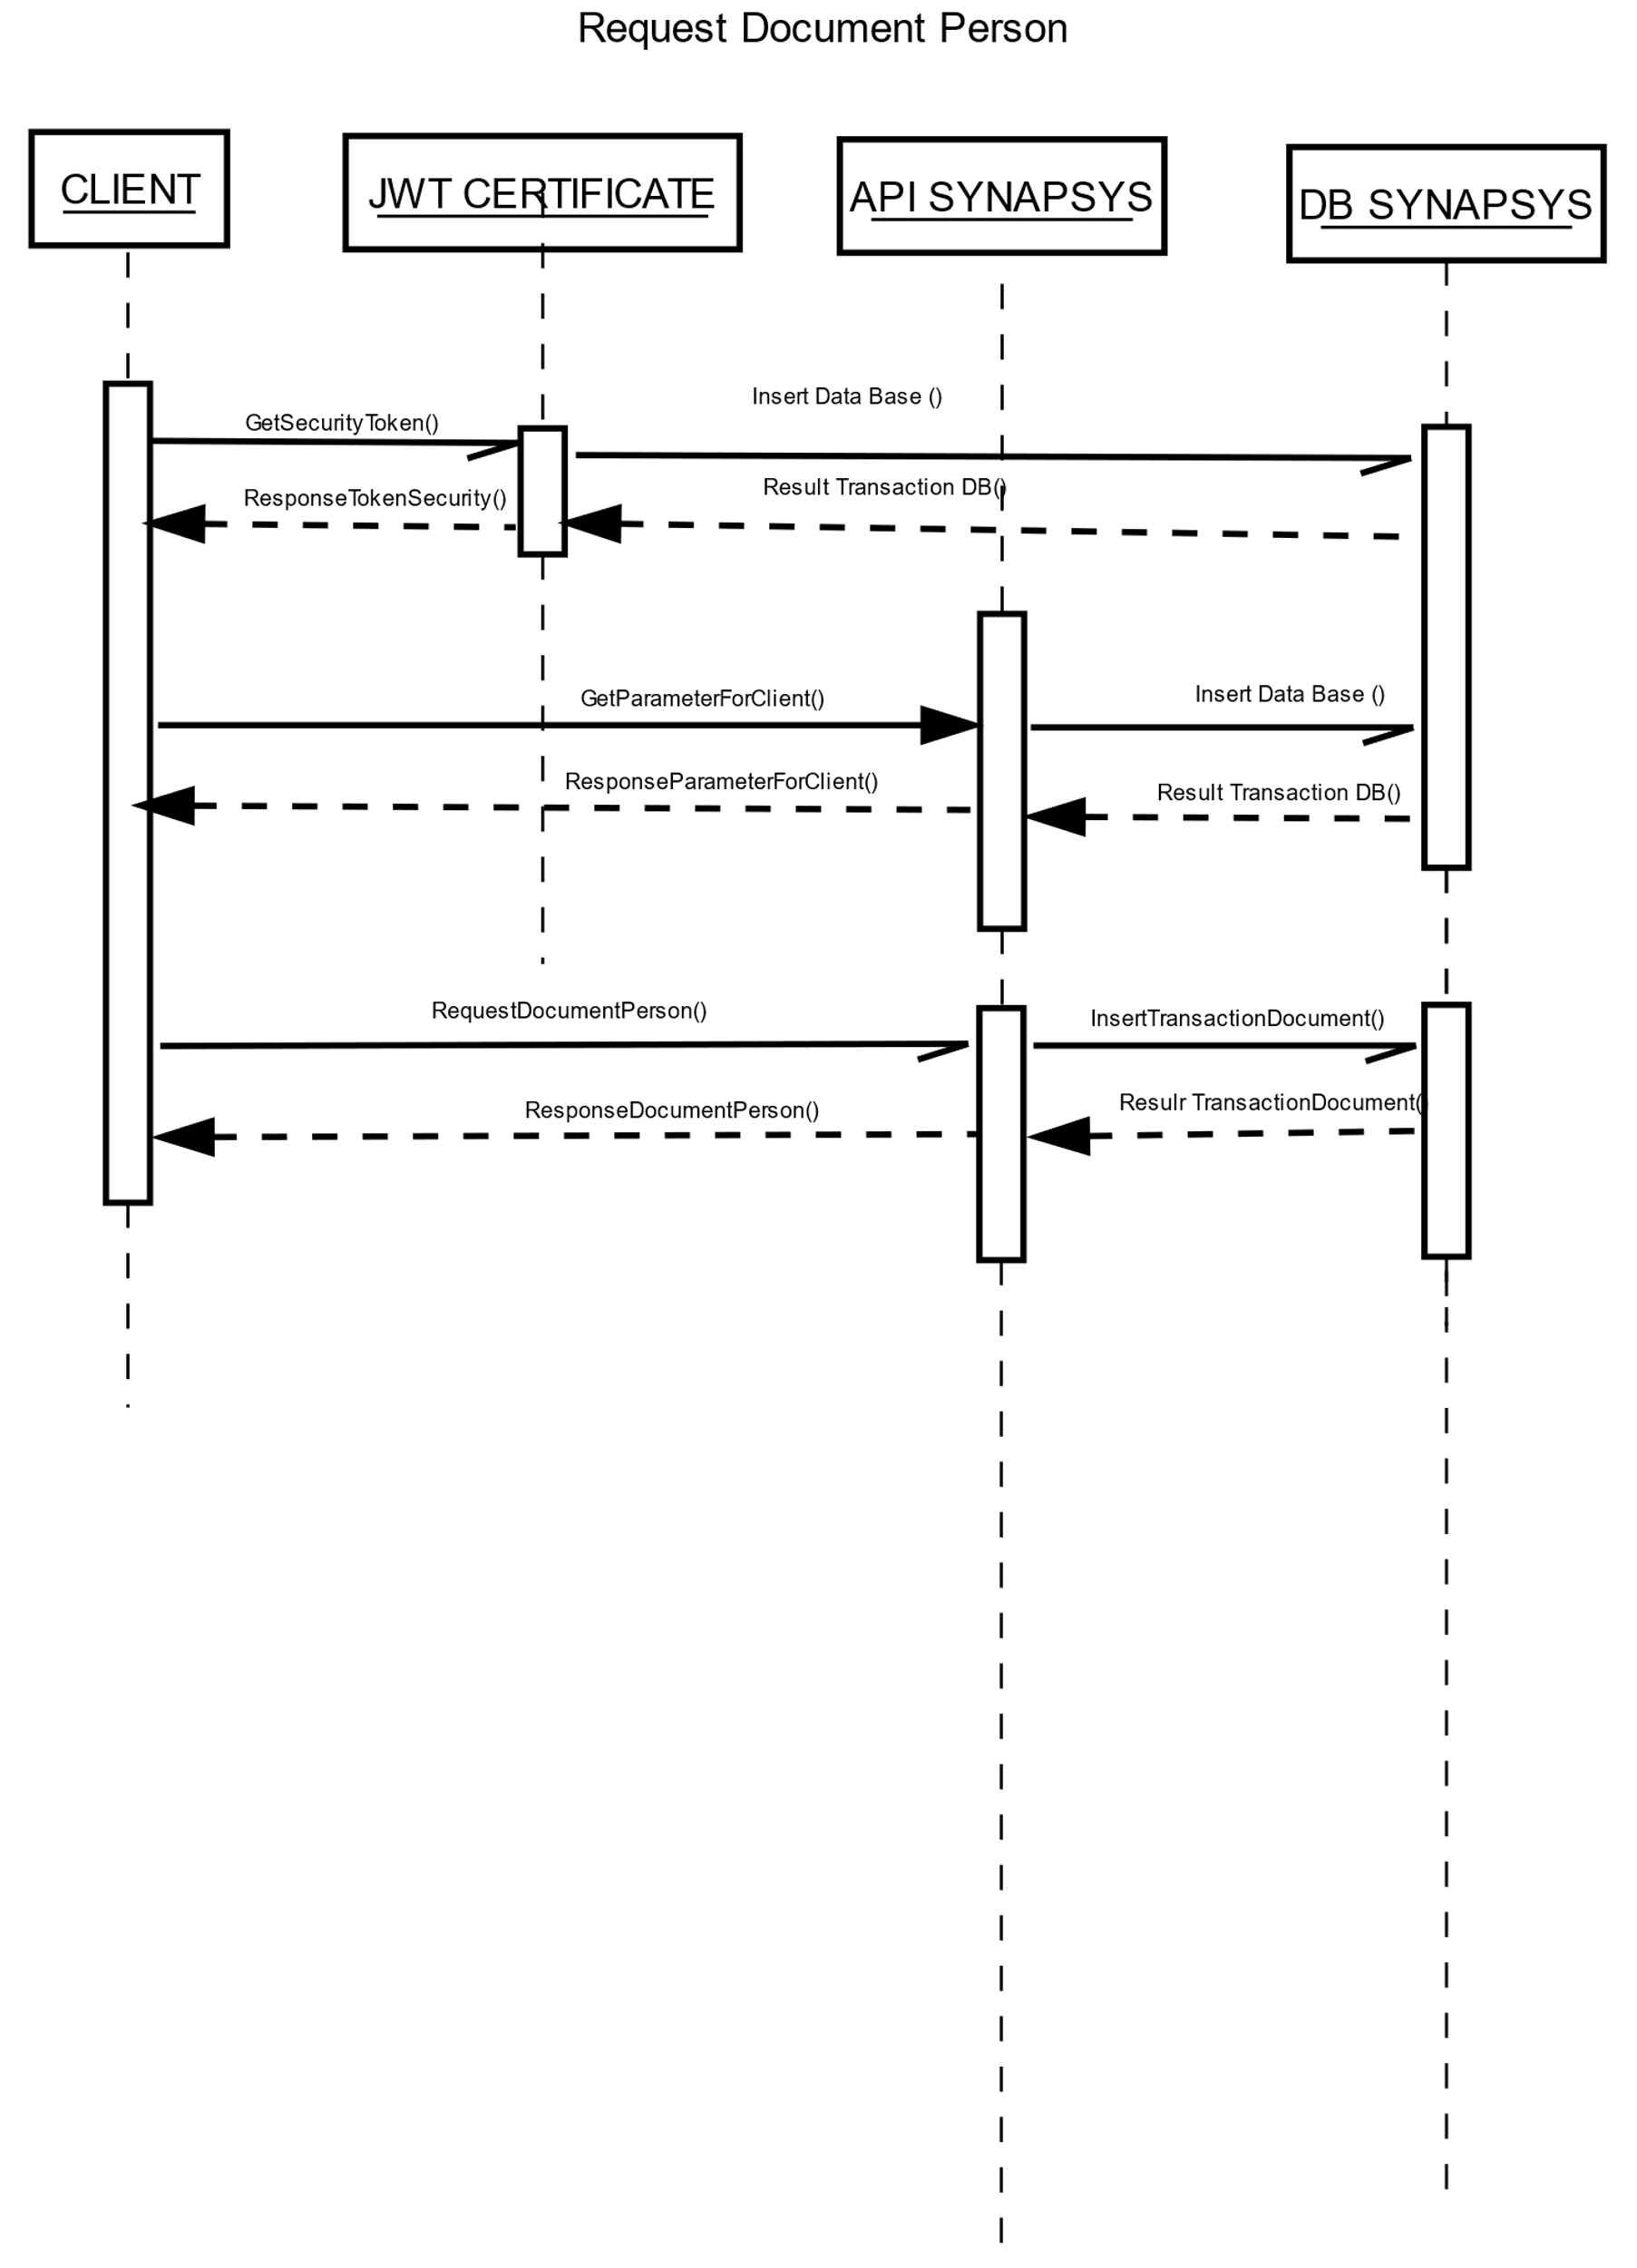 Request Document Person
CLIENT
JWT CERTIFICATE
API SYNAPSYS
DB SYNAPSYS
Insert Data Base ()
GetSecurityToken()
Result Transaction DB()
ResponseTokenSecurity()
GetParameterForClient()
Insert Data Base ()
ResponseParameterForClient()
Result Transaction DB()
RequestDocumentPerson()
InsertTransactionDocument()
Resulr TransactionDocument()
ResponseDocumentPerson()